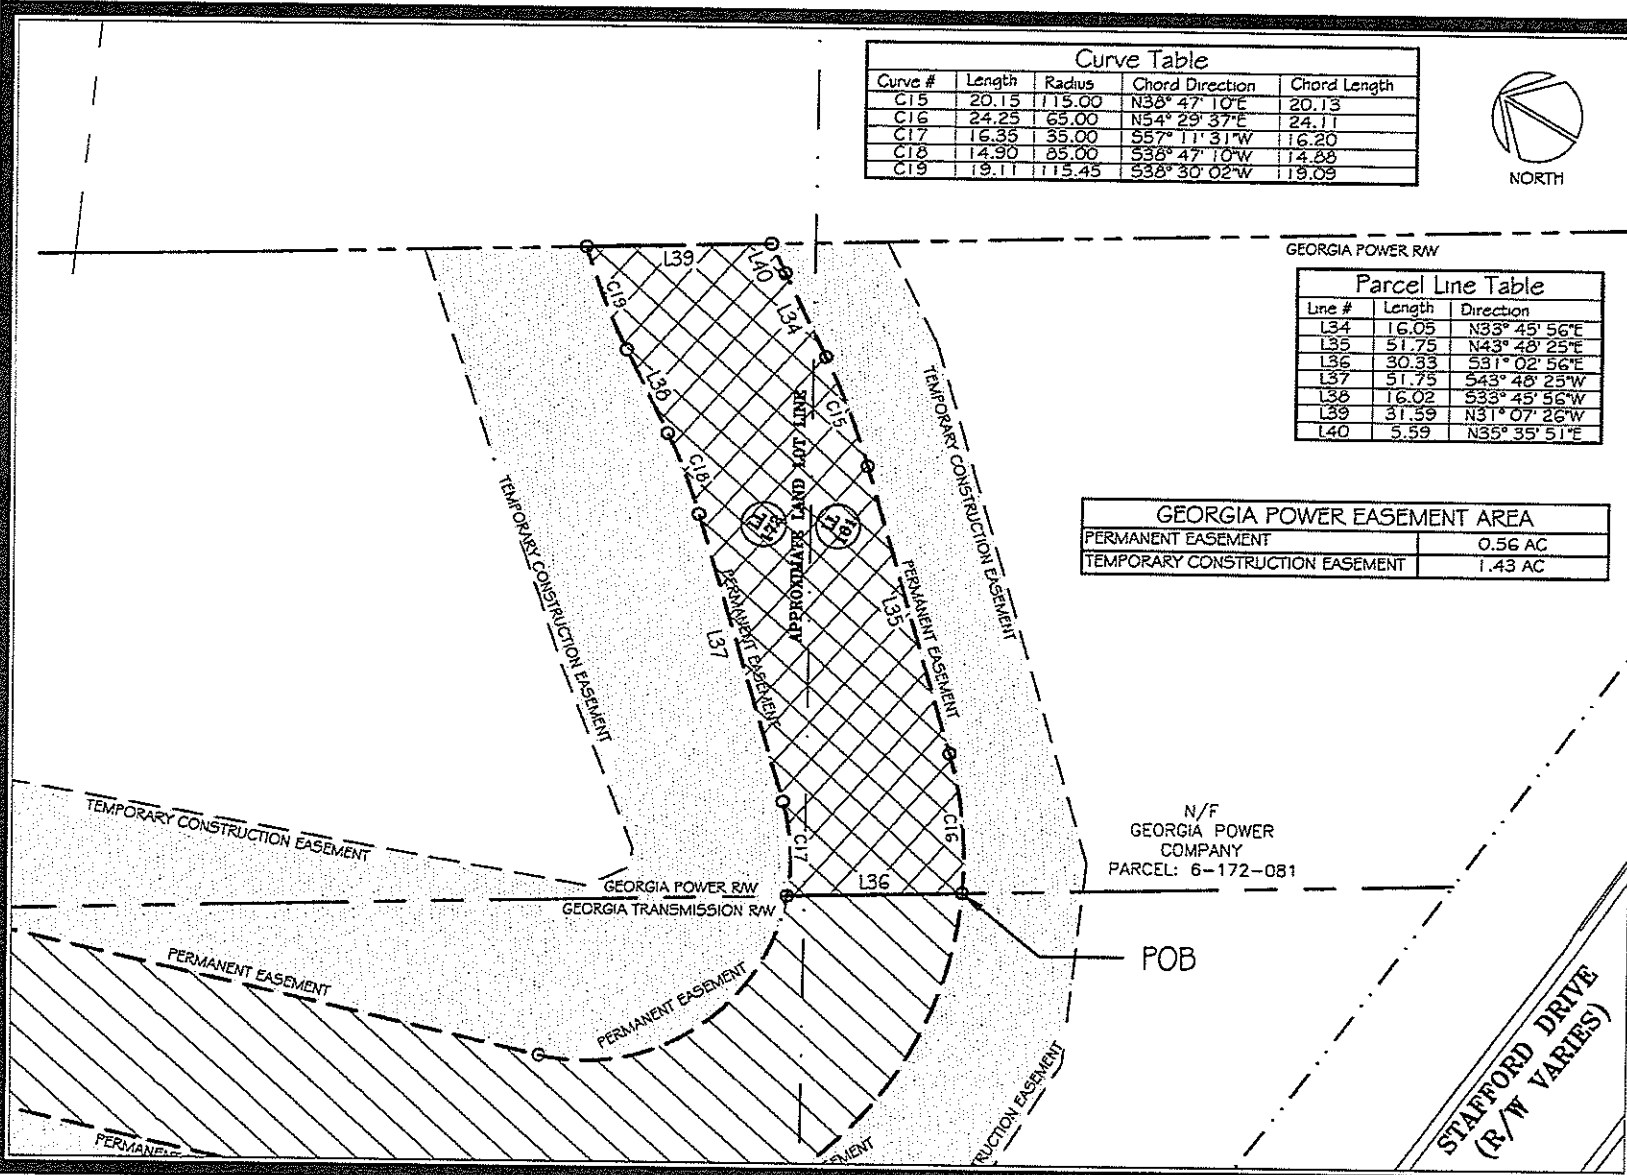 Curve Table
Curve # Length Radius Chord Direction Chord Length
C15 20.15 115.00 N38° 47' 10"E 20.13
C16 24.25 65.00 N54° 29' 37"E 24.11
C17 16.35 35.00 S57° 11' 31"W 16.20
C18 14.90 85.00 S38° 47' 10"W 14.88
C19 19.11 115.45 S38° 30' 02"W 19.09
NORTH
GEORGIA POWER R/W
Parcel Line Table
Line # Length Direction
L34 16.05 N33° 45' 56"E
L35 51.75 N43° 48' 25"E
L36 30.33 S31° 02' 56"E
L37 51.75 S43° 48' 25"W
L38 16.02 S33° 45' 56"W
L39 31.59 N31° 07' 26"W
L40 5.59 N35° 35' 51"E
GEORGIA POWER EASEMENT AREA
PERMANENT EASEMENT 0.56 AC
TEMPORARY CONSTRUCTION EASEMENT 1.43 AC
L39
L40
C19
L34
L38
C15
C18
TEMPORARY CONSTRUCTION EASEMENT
APPROXIMATE LAND LOT LINE
TEMPORARY CONSTRUCTION EASEMENT
LL 172
LL 181
PERMANENT EASEMENT
L37
PERMANENT EASEMENT
L35
C17
C16
L36
TEMPORARY CONSTRUCTION EASEMENT
GEORGIA POWER R/W
GEORGIA TRANSMISSION R/W
N/F
GEORGIA POWER
COMPANY
PARCEL: 6-172-081
POB
PERMANENT EASEMENT
PERMANENT EASEMENT
PERMANENT
EMENT
TRUCTION EASEMENT
STAFFORD DRIVE
(R/W VARIES)